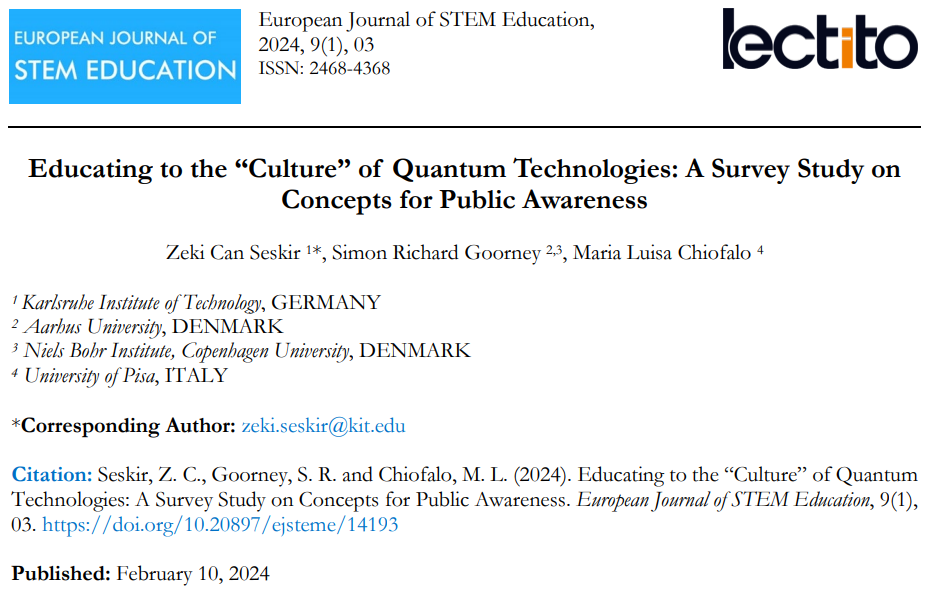 EUROPEAN JOURNAL OF
STEM EDUCATION
European Journal of STEM Education,
2024, 9(1), 03
ISSN: 2468-4368
lectito
Educating to the “Culture” of Quantum Technologies: A Survey Study on
Concepts for Public Awareness
Zeki Can Seskir ¹*, Simon Richard Goorney ²,³, Maria Luisa Chiofalo ⁴
¹ Karlsruhe Institute of Technology, GERMANY
² Aarhus University, DENMARK
³ Niels Bohr Institute, Copenhagen University, DENMARK
⁴ University of Pisa, ITALY
*Corresponding Author: zeki.seskir@kit.edu
Citation: Seskir, Z. C., Goorney, S. R. and Chiofalo, M. L. (2024). Educating to the “Culture” of Quantum
Technologies: A Survey Study on Concepts for Public Awareness. European Journal of STEM Education, 9(1),
03. https://doi.org/10.20897/ejsteme/14193
Published: February 10, 2024